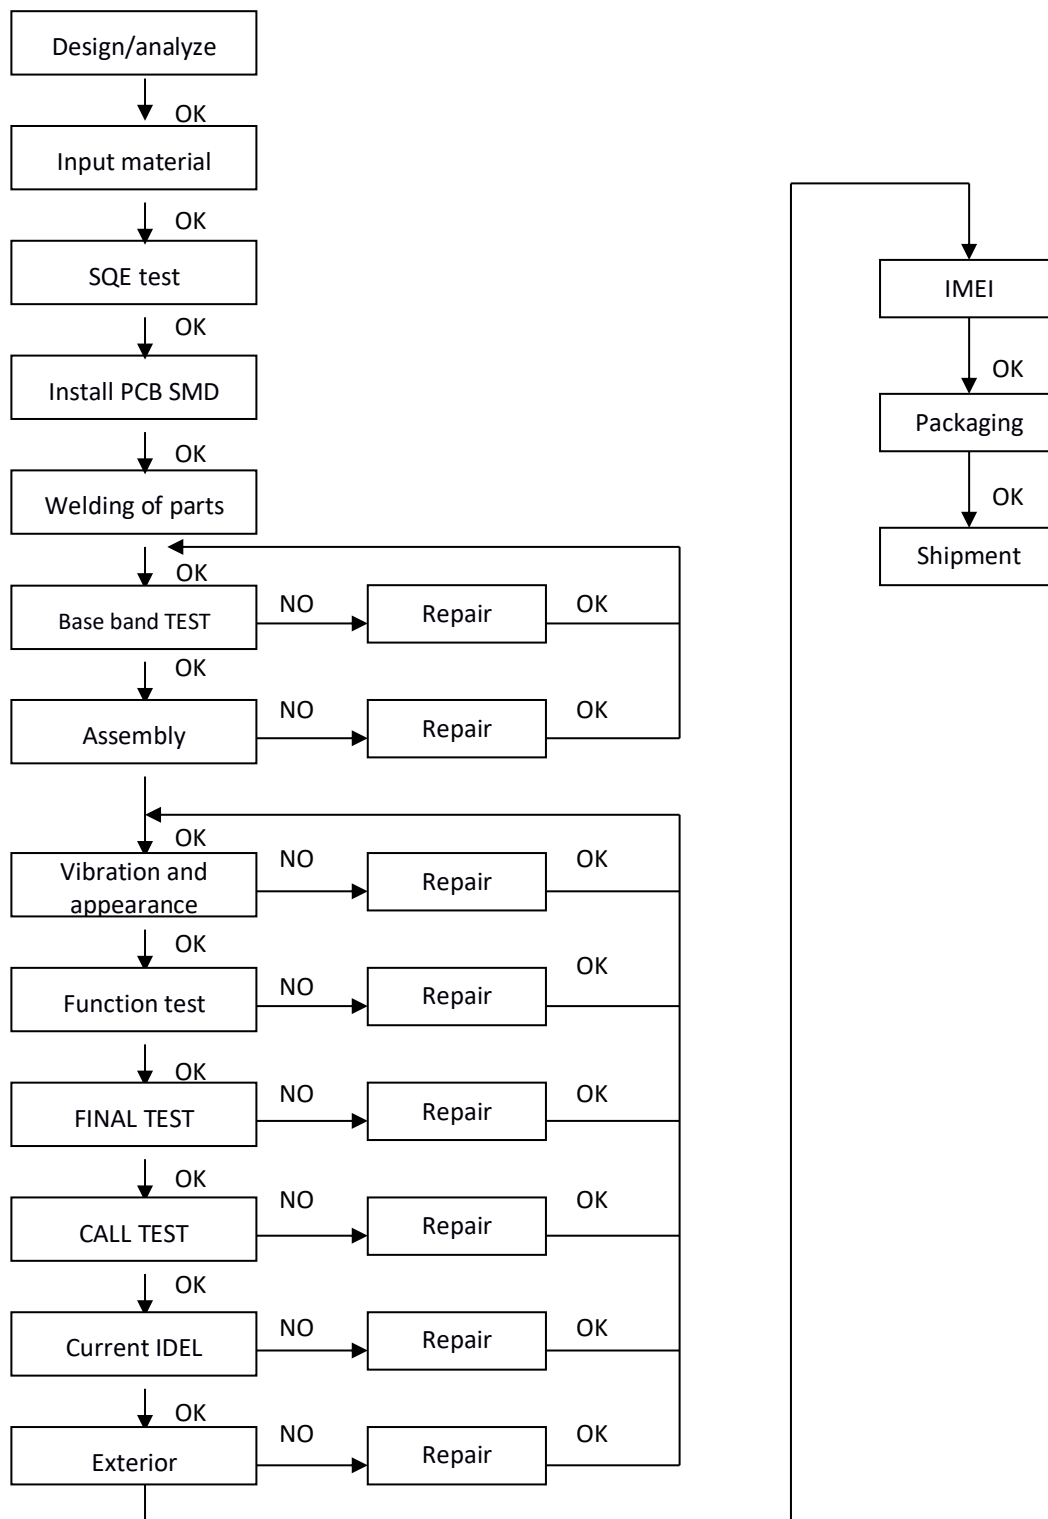 Design/analyze
OK
Input material
OK
SQE test
OK
Install PCB SMD
OK
Welding of parts
OK
Base band TEST
NO
Repair
OK
OK
Assembly
NO
Repair
OK
OK
Vibration and
appearance
NO
Repair
OK
OK
Function test
NO
Repair
OK
OK
FINAL TEST
NO
Repair
OK
OK
CALL TEST
NO
Repair
OK
OK
Current IDEL
NO
Repair
OK
OK
Exterior
NO
Repair
OK
IMEI
OK
Packaging
OK
Shipment